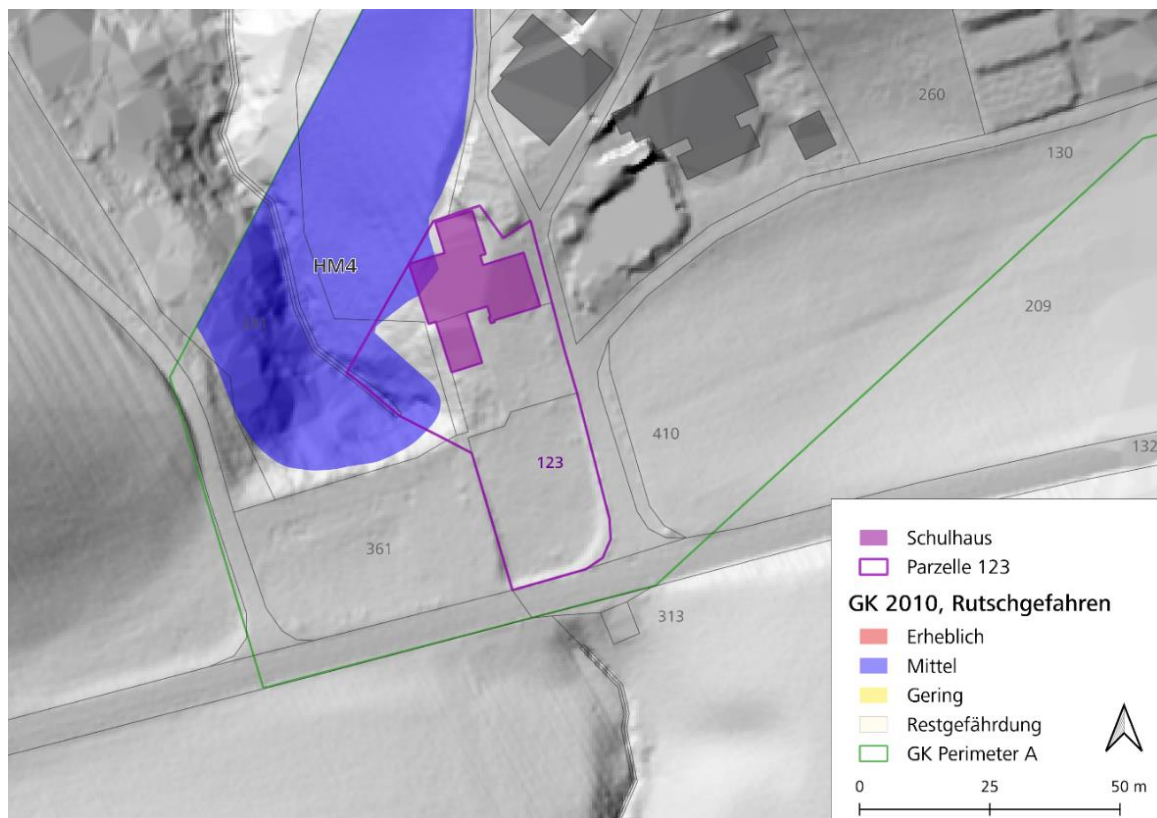 260
130
HM4
209
123
410
132
361
313
Schulhaus
Parzelle 123
GK 2010, Rutschgefahren
Erheblich
Mittel
Gering
Restgefährdung
GK Perimeter A
0 25 50 m